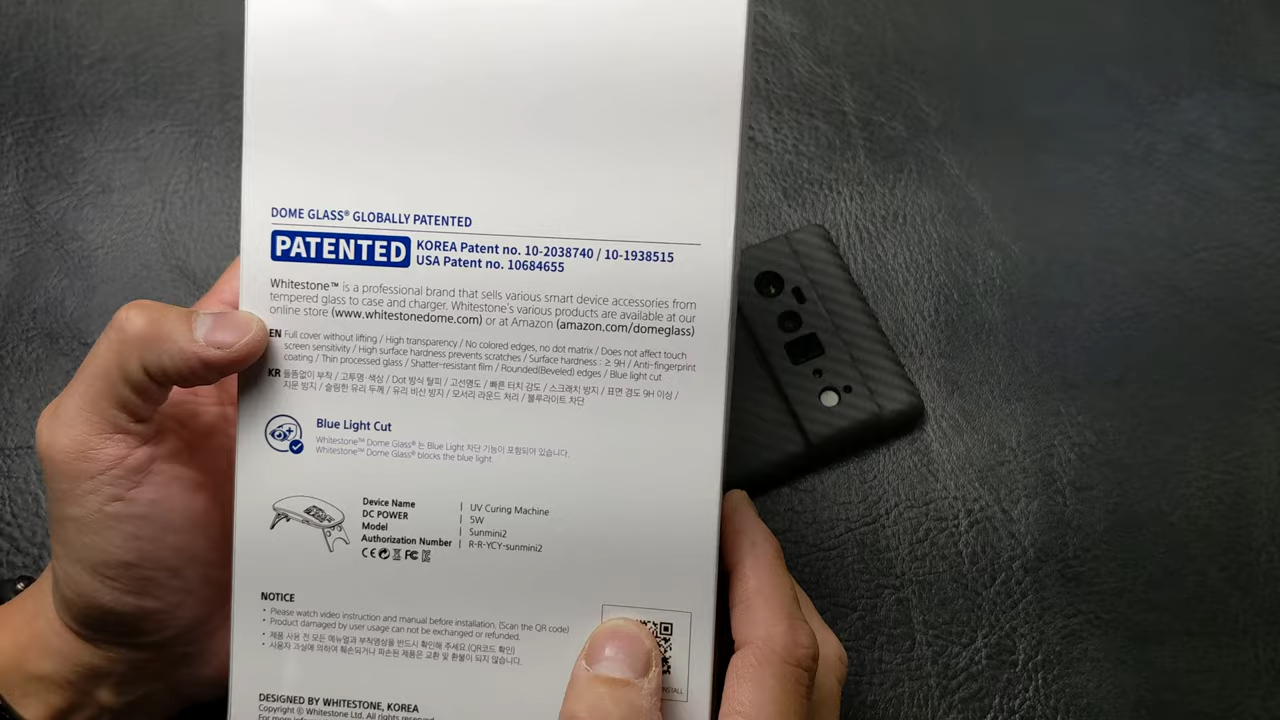 DOME GLASS® GLOBALLY PATENTED
PATENTED
KOREA Patent no. 10-2038740 / 10-1938515
USA Patent no. 10684655
Whitestone™ is a professional brand that sells various smart device accessories from
tempered glass to case and charger. Whitestone's various products are available at our
online store (www.whitestonedome.com) or at Amazon (amazon.com/domeglass)
EN Full cover without lifting / High transparency / No colored edges, no dot matrix / Does not affect touch
screen sensitivity / High surface hardness prevents scratches / Surface hardness : ≥ 9H / Anti-fingerprint
coating / Thin processed glass / Shatter-resistant film / Rounded(Beveled) edges / Blue light cut
KR 들뜸없이 부착 / 고투명·색상 / Dot 방식 탈피 / 고선명도 / 빠른 터치 감도 / 스크래치 방지 / 표면 경도 9H 이상 /
지문 방지 / 슬림한 유리 두께 / 유리 비산 방지 / 모서리 라운드 처리 / 블루라이트 차단
Blue Light Cut
Whitestone™ Dome Glass® 는 Blue Light 차단 기능이 포함되어 있습니다.
Whitestone™ Dome Glass® blocks the blue light.
Device Name | UV Curing Machine
DC POWER | 5W
Model | Sunmini2
Authorization Number | R-R-YCY-sunmini2
CE FC
NOTICE
* Please watch video instruction and manual before installation. (Scan the QR code)
* Product damaged by user usage can not be exchanged or refunded.
* 제품 사용 전 모든 메뉴얼과 부착영상을 반드시 확인해 주세요 (QR코드 확인)
* 사용자 과실에 의하여 훼손되거나 파손된 제품은 교환 및 환불이 되지 않습니다.
INSTALL
DESIGNED BY WHITESTONE, KOREA
Copyright © Whitestone Ltd. All rights reserved.
For more